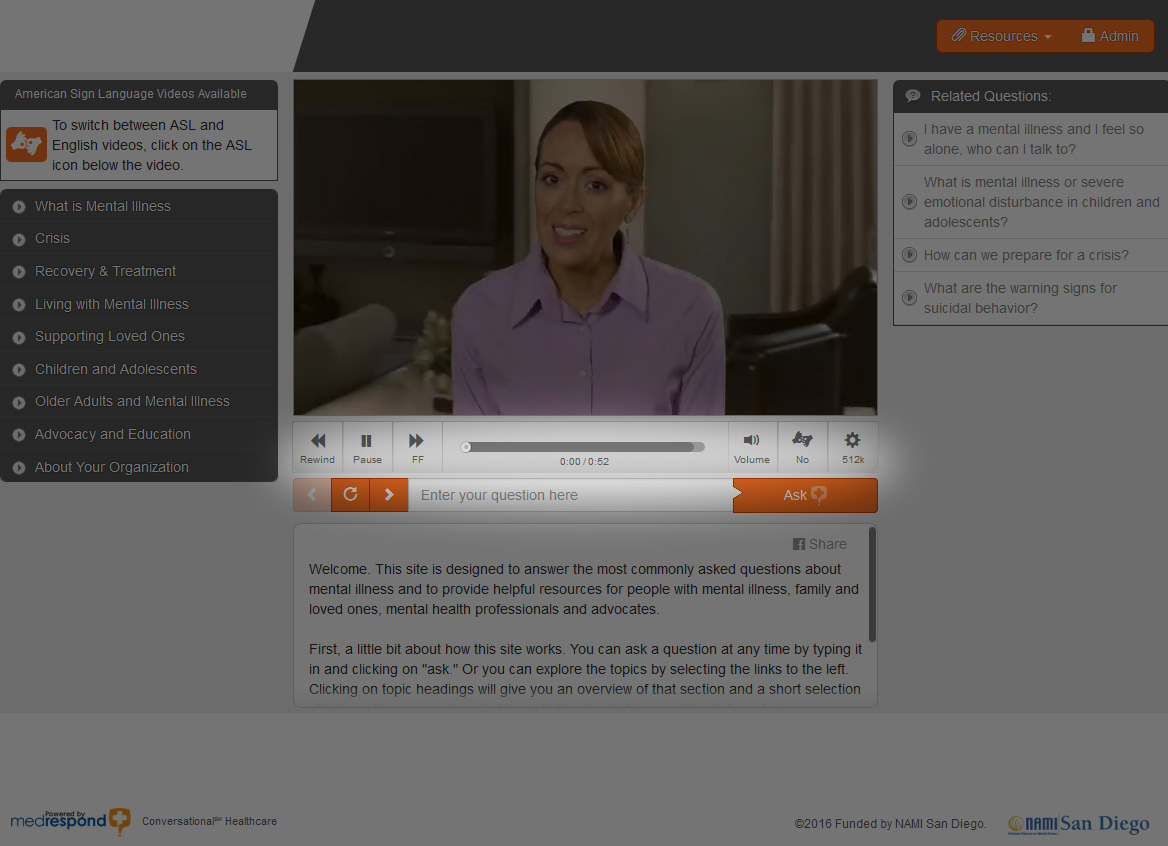 Resources
Admin
American Sign Language Videos Available
To switch between ASL and
English videos, click on the ASL
icon below the video.
What is Mental Illness
Crisis
Recovery & Treatment
Living with Mental Illness
Supporting Loved Ones
Children and Adolescents
Older Adults and Mental Illness
Advocacy and Education
About Your Organization
Related Questions:
I have a mental illness and I feel so
alone, who can I talk to?
What is mental illness or severe
emotional disturbance in children and
adolescents?
How can we prepare for a crisis?
What are the warning signs for
suicidal behavior?
Rewind
Pause
FF
0:00 / 0:52
Volume
No
512k
Enter your question here
Ask
Share
Welcome. This site is designed to answer the most commonly asked questions about
mental illness and to provide helpful resources for people with mental illness, family and
loved ones, mental health professionals and advocates.
First, a little bit about how this site works. You can ask a question at any time by typing it
in and clicking on "ask." Or you can explore the topics by selecting the links to the left.
Clicking on topic headings will give you an overview of that section and a short selection
Powered by
medrespond
Conversational℠ Healthcare
©2016 Funded by NAMI San Diego.
NAMI San Diego